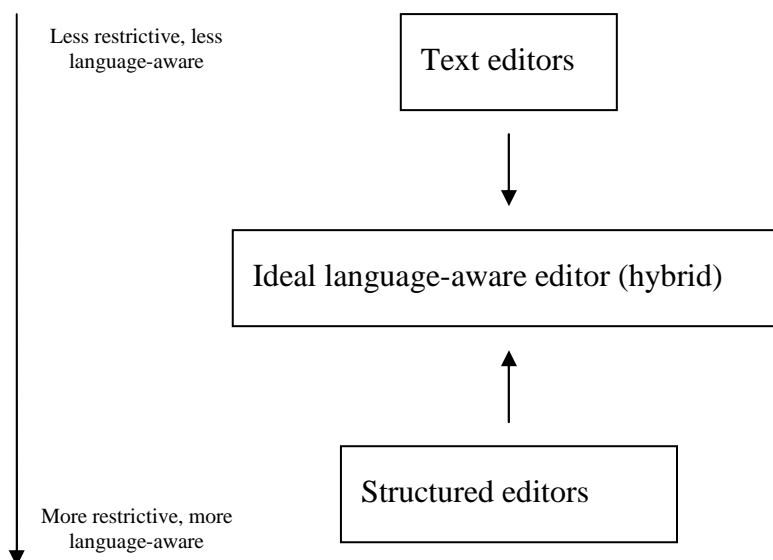 Less restrictive, less
language-aware
Text editors
Ideal language-aware editor (hybrid)
Structured editors
More restrictive, more
language-aware